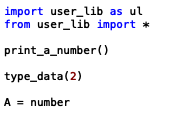 import user_lib as ul
from user_lib import *
print_a_number()
type_data(2)
A = number